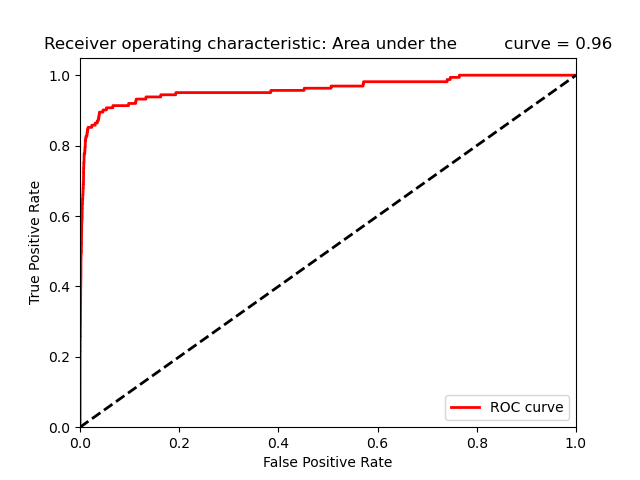 Receiver operating characteristic: Area under the curve = 0.96
1.0
0.8
0.6
0.4
0.2
0.0
True Positive Rate
ROC curve
0.0 0.2 0.4 0.6 0.8 1.0
False Positive Rate